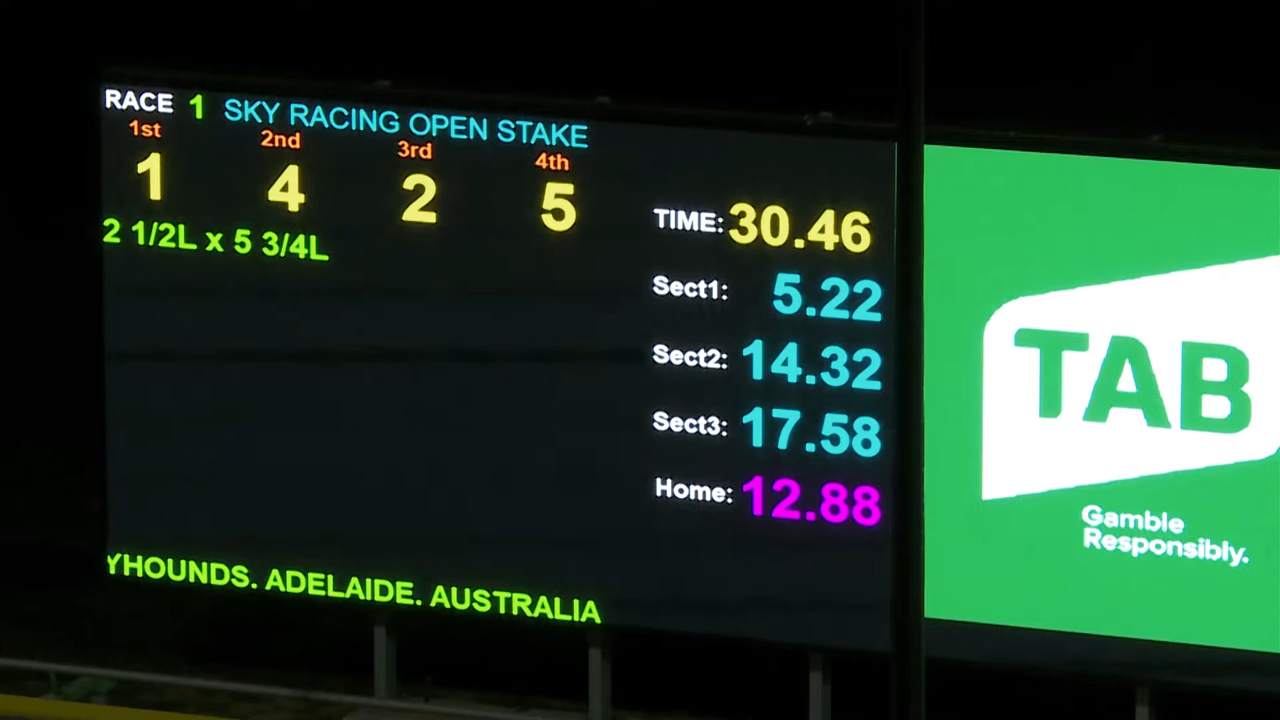 RACE 1 SKY RACING OPEN STAKE
1st 2nd 3rd 4th
1 4 2 5
2 1/2L x 5 3/4L
TIME: 30.46
Sect1: 5.22
Sect2: 14.32
Sect3: 17.58
Home: 12.88
YHOUNDS. ADELAIDE. AUSTRALIA
TAB
Gamble
Responsibly.